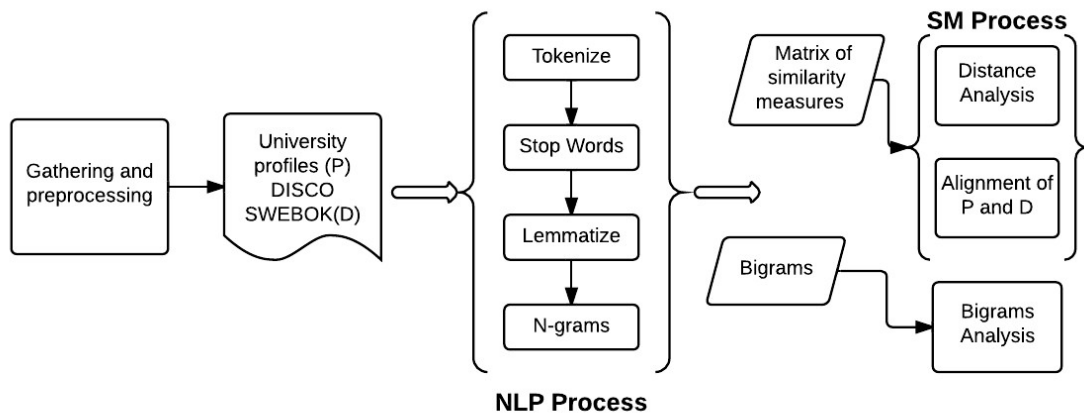 Gathering and
preprocessing
University
profiles (P)
DISCO
SWEBOK(D)
Tokenize
Stop Words
Lemmatize
N-grams
NLP Process
Matrix of
similarity
measures
Bigrams
SM Process
Distance
Analysis
Alignment of
P and D
Bigrams
Analysis